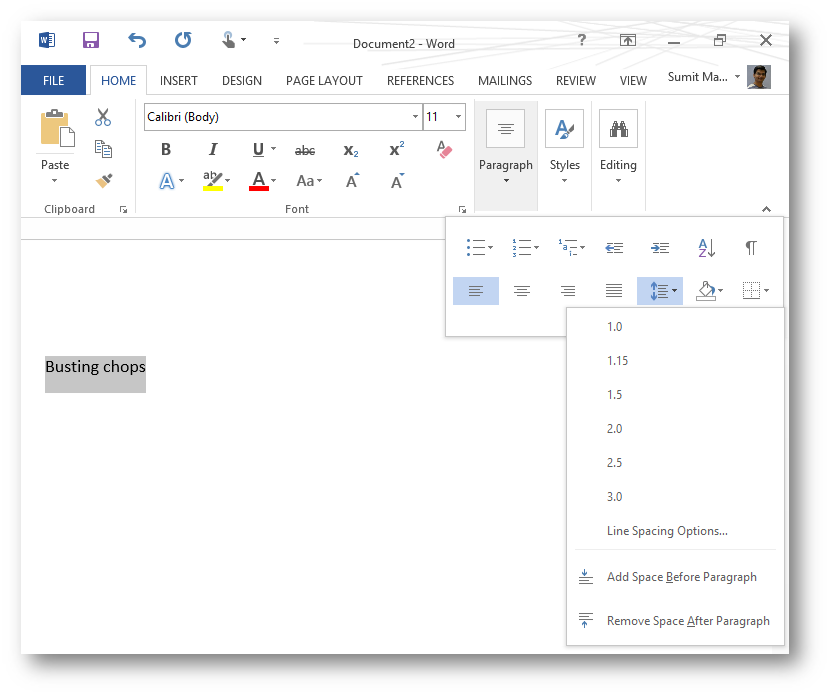 Document2 - Word
?
FILE HOME INSERT DESIGN PAGE LAYOUT REFERENCES MAILINGS REVIEW VIEW Sumit Ma...
Calibri (Body) 11
B I U abc X2 X2
Paste
A ab A Aa A A
Paragraph Styles Editing
Clipboard Font
Busting chops
1.0
1.15
1.5
2.0
2.5
3.0
Line Spacing Options...
Add Space Before Paragraph
Remove Space After Paragraph